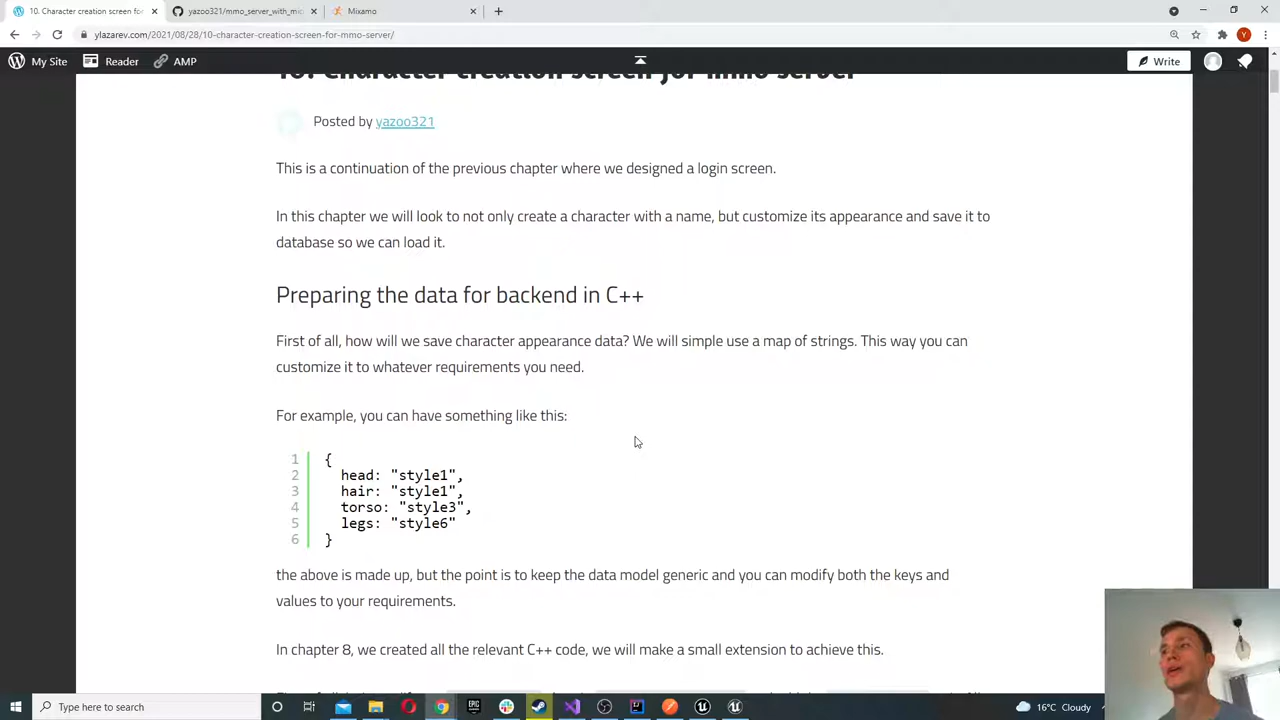 10. Character creation screen for
yazoo321/mmo_server_with_mic
Mixamo
ylazarev.com/2021/08/28/10-character-creation-screen-for-mmo-server/
My Site
Reader
AMP
Write
10. Character creation screen for mmo server
Posted by yazoo321
This is a continuation of the previous chapter where we designed a login screen.
In this chapter we will look to not only create a character with a name, but customize its appearance and save it to
database so we can load it.
Preparing the data for backend in C++
First of all, how will we save character appearance data? We will simple use a map of strings. This way you can
customize it to whatever requirements you need.
For example, you can have something like this:
1 {
2 head: "style1",
3 hair: "style1",
4 torso: "style3",
5 legs: "style6"
6 }
the above is made up, but the point is to keep the data model generic and you can modify both the keys and
values to your requirements.
In chapter 8, we created all the relevant C++ code, we will make a small extension to achieve this.
Type here to search
16°C Cloudy